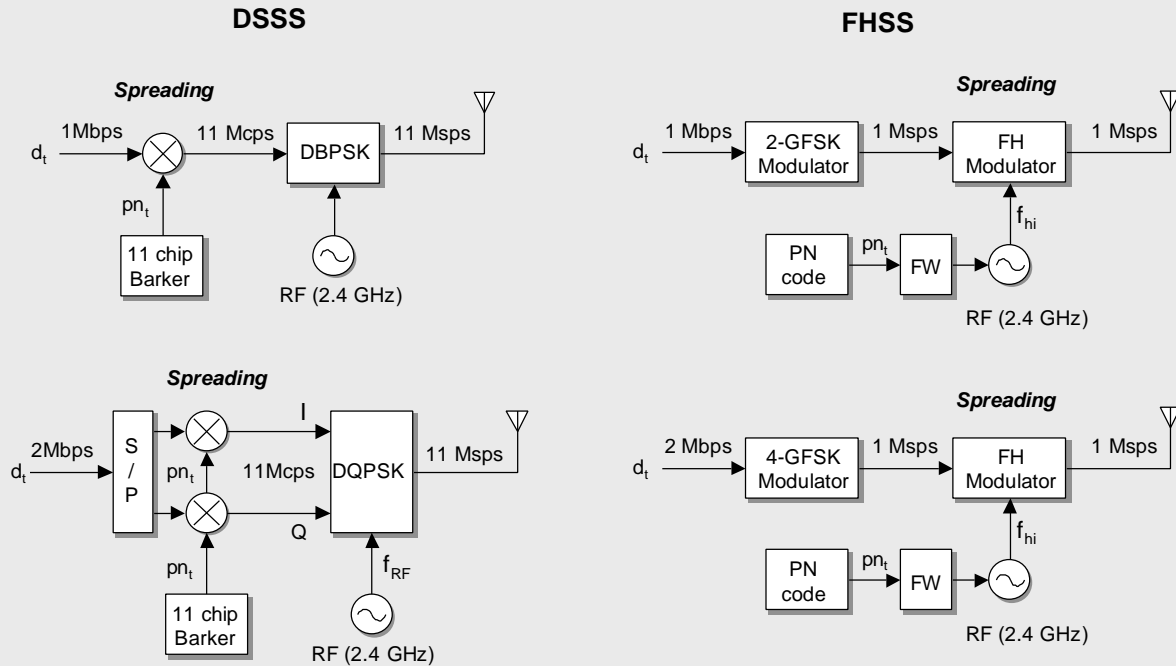 DSSS
Spreading
1Mbps
11 Mcps
11 Msps
d_t
DBPSK
pn_t
11 chip
Barker
RF (2.4 GHz)
Spreading
S
/
P
I
2Mbps
d_t
pn_t
11Mcps
DQPSK
11 Msps
Q
pn_t
f_RF
11 chip
Barker
RF (2.4 GHz)
FHSS
Spreading
1 Mbps
2-GFSK
Modulator
1 Msps
FH
Modulator
1 Msps
d_t
f_hi
PN
code
pn_t
FW
RF (2.4 GHz)
Spreading
2 Mbps
4-GFSK
Modulator
1 Msps
FH
Modulator
1 Msps
d_t
f_hi
PN
code
pn_t
FW
RF (2.4 GHz)